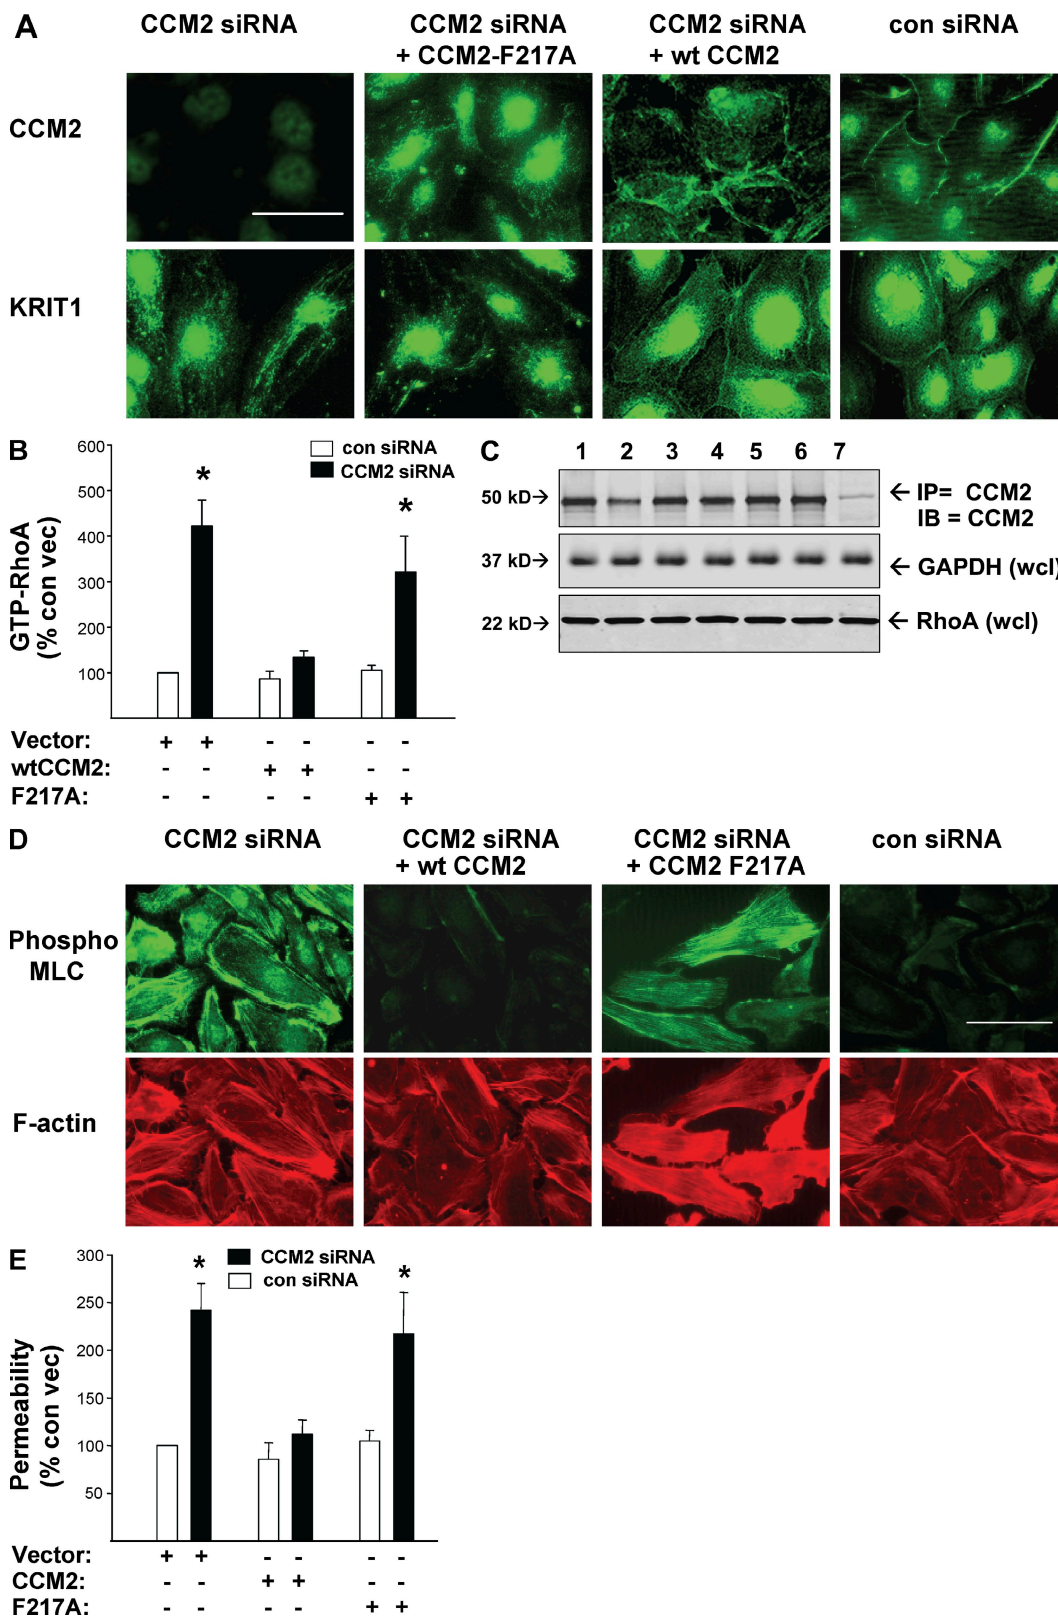 A
CCM2 siRNA
CCM2 siRNA
+ CCM2-F217A
CCM2 siRNA
+ wt CCM2
con siRNA
CCM2
KRIT1
B
600
500
400
300
200
100
GTP-RhoA
(% con vec)
con siRNA
CCM2 siRNA
*
*
Vector: + + - - - -
wtCCM2: - - + + - -
F217A: - - - - + +
C
1 2 3 4 5 6 7
50 kD→
← IP= CCM2
IB = CCM2
37 kD→
← GAPDH (wcl)
22 kD→
← RhoA (wcl)
D
CCM2 siRNA
CCM2 siRNA
+ wt CCM2
CCM2 siRNA
+ CCM2 F217A
con siRNA
Phospho
MLC
F-actin
E
300
250
200
150
100
50
Permeability
(% con vec)
CCM2 siRNA
con siRNA
*
*
Vector: + + - - - -
CCM2: - - + + - -
F217A: - - - - + +